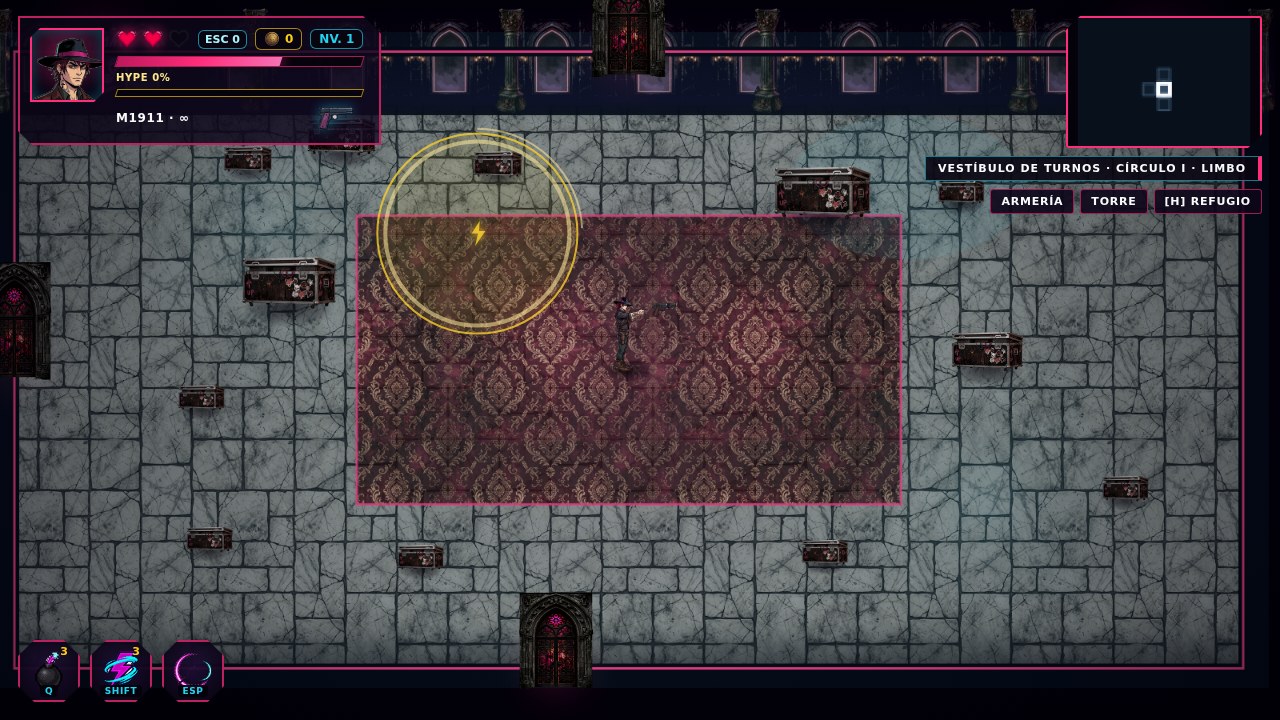 ESC 0 0 NV. 1
HYPE 0%
M1911 · ∞
VESTÍBULO DE TURNOS · CÍRCULO I · LIMBO
ARMERÍA TORRE [H] REFUGIO
3 3
Q SHIFT ESP